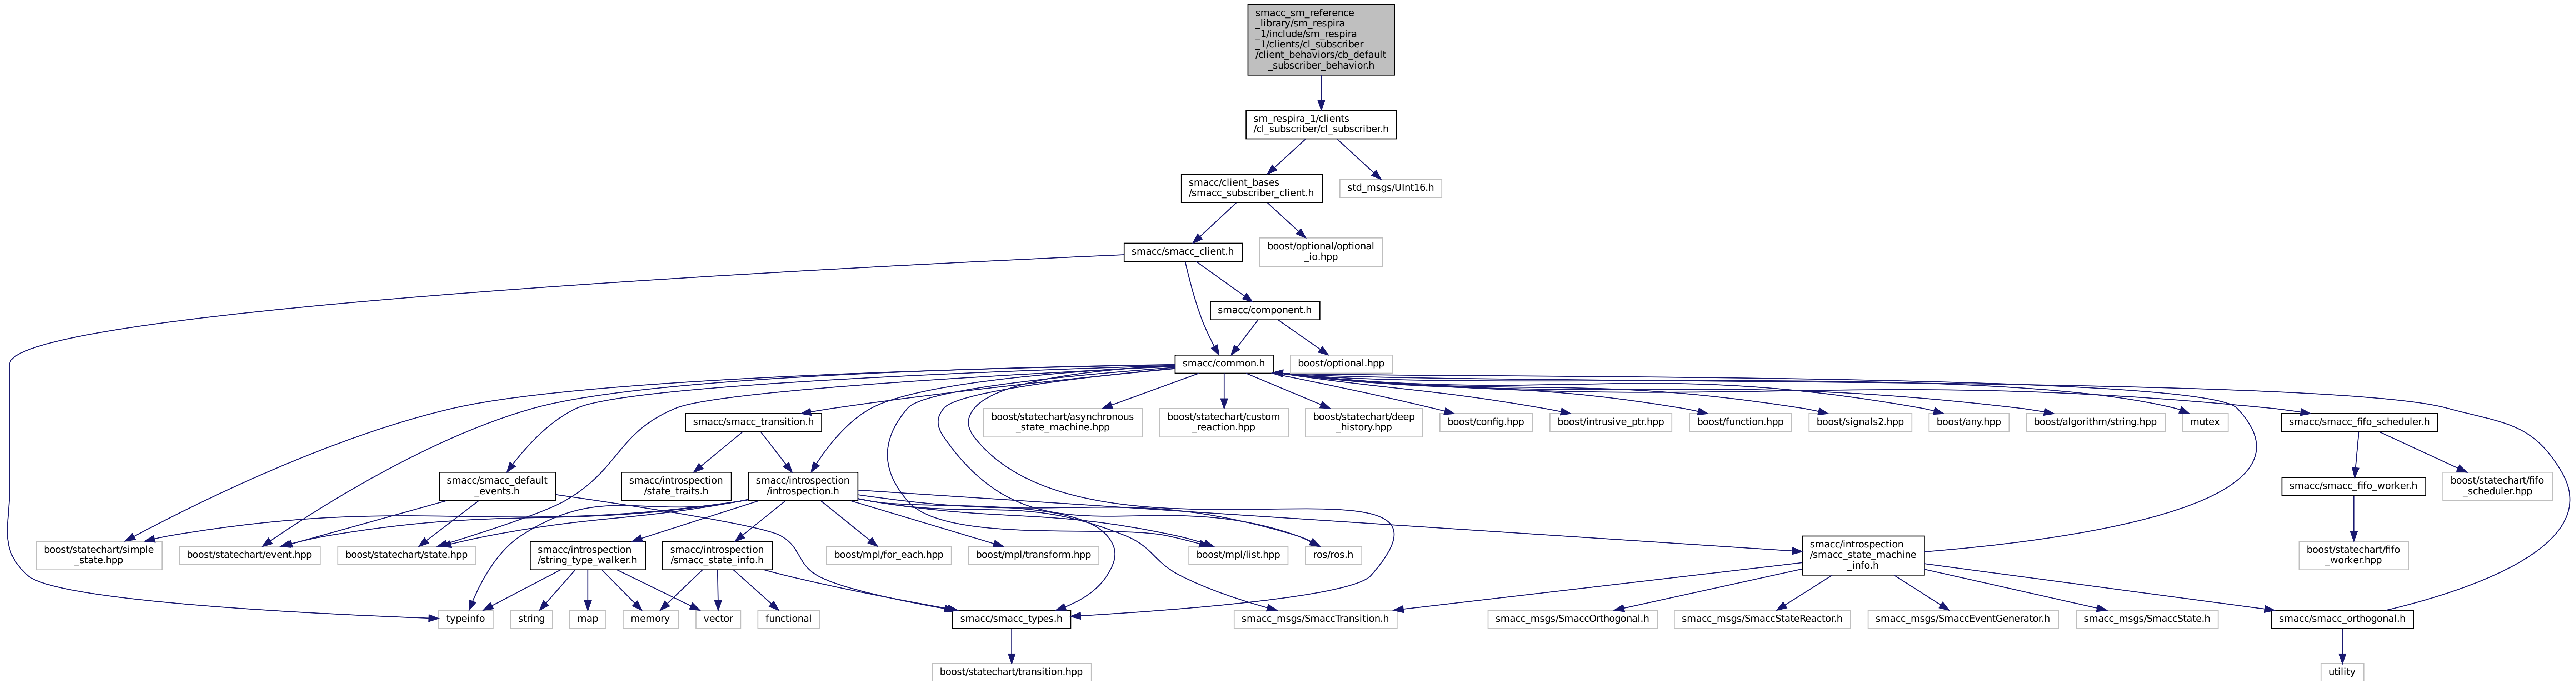 smacc_sm_reference
_library/sm_respira
_1/include/sm_respira
_1/clients/cl_subscriber
/client_behaviors/cb_default
_subscriber_behavior.h
sm_respira_1/clients
/cl_subscriber/cl_subscriber.h
smacc/client_bases
/smacc_subscriber_client.h
std_msgs/UInt16.h
smacc/smacc_client.h
boost/optional/optional
_io.hpp
smacc/component.h
smacc/common.h
boost/optional.hpp
smacc/smacc_transition.h
boost/statechart/asynchronous
_state_machine.hpp
boost/statechart/custom
_reaction.hpp
boost/statechart/deep
_history.hpp
boost/config.hpp
boost/intrusive_ptr.hpp
boost/function.hpp
boost/signals2.hpp
boost/any.hpp
boost/algorithm/string.hpp
mutex
smacc/smacc_fifo_scheduler.h
smacc/smacc_default
_events.h
smacc/introspection
/state_traits.h
smacc/introspection
/introspection.h
smacc/smacc_fifo_worker.h
boost/statechart/fifo
_scheduler.hpp
boost/statechart/simple
_state.hpp
boost/statechart/event.hpp
boost/statechart/state.hpp
smacc/introspection
/string_type_walker.h
smacc/introspection
/smacc_state_info.h
boost/mpl/for_each.hpp
boost/mpl/transform.hpp
boost/mpl/list.hpp
ros/ros.h
smacc/introspection
/smacc_state_machine
_info.h
boost/statechart/fifo
_worker.hpp
typeinfo
string
map
memory
vector
functional
smacc/smacc_types.h
smacc_msgs/SmaccTransition.h
smacc_msgs/SmaccOrthogonal.h
smacc_msgs/SmaccStateReactor.h
smacc_msgs/SmaccEventGenerator.h
smacc_msgs/SmaccState.h
smacc/smacc_orthogonal.h
boost/statechart/transition.hpp
utility